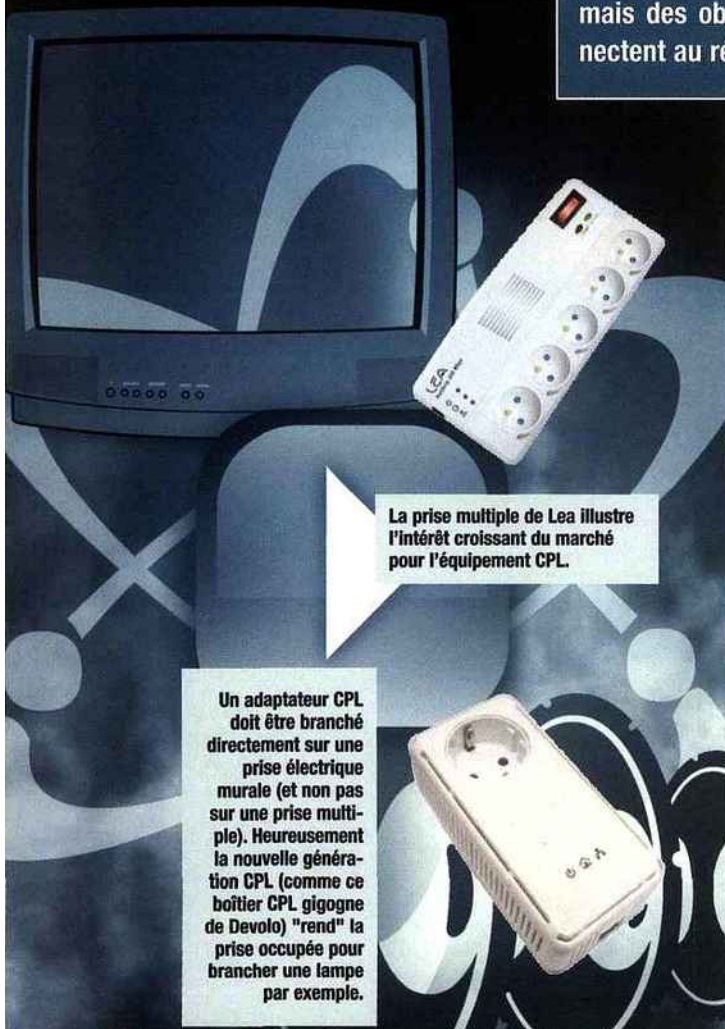 mais des ob
nectent au ré
LEA
La prise multiple de Lea illustre
l'intérêt croissant du marché
pour l'équipement CPL.
Un adaptateur CPL
doit être branché
directement sur une
prise électrique
murale (et non pas
sur une prise multi-
ple). Heureusement
la nouvelle généra-
tion CPL (comme ce
boîtier CPL gigogne
de Devolo) "rend" la
prise occupée pour
brancher une lampe
par exemple.